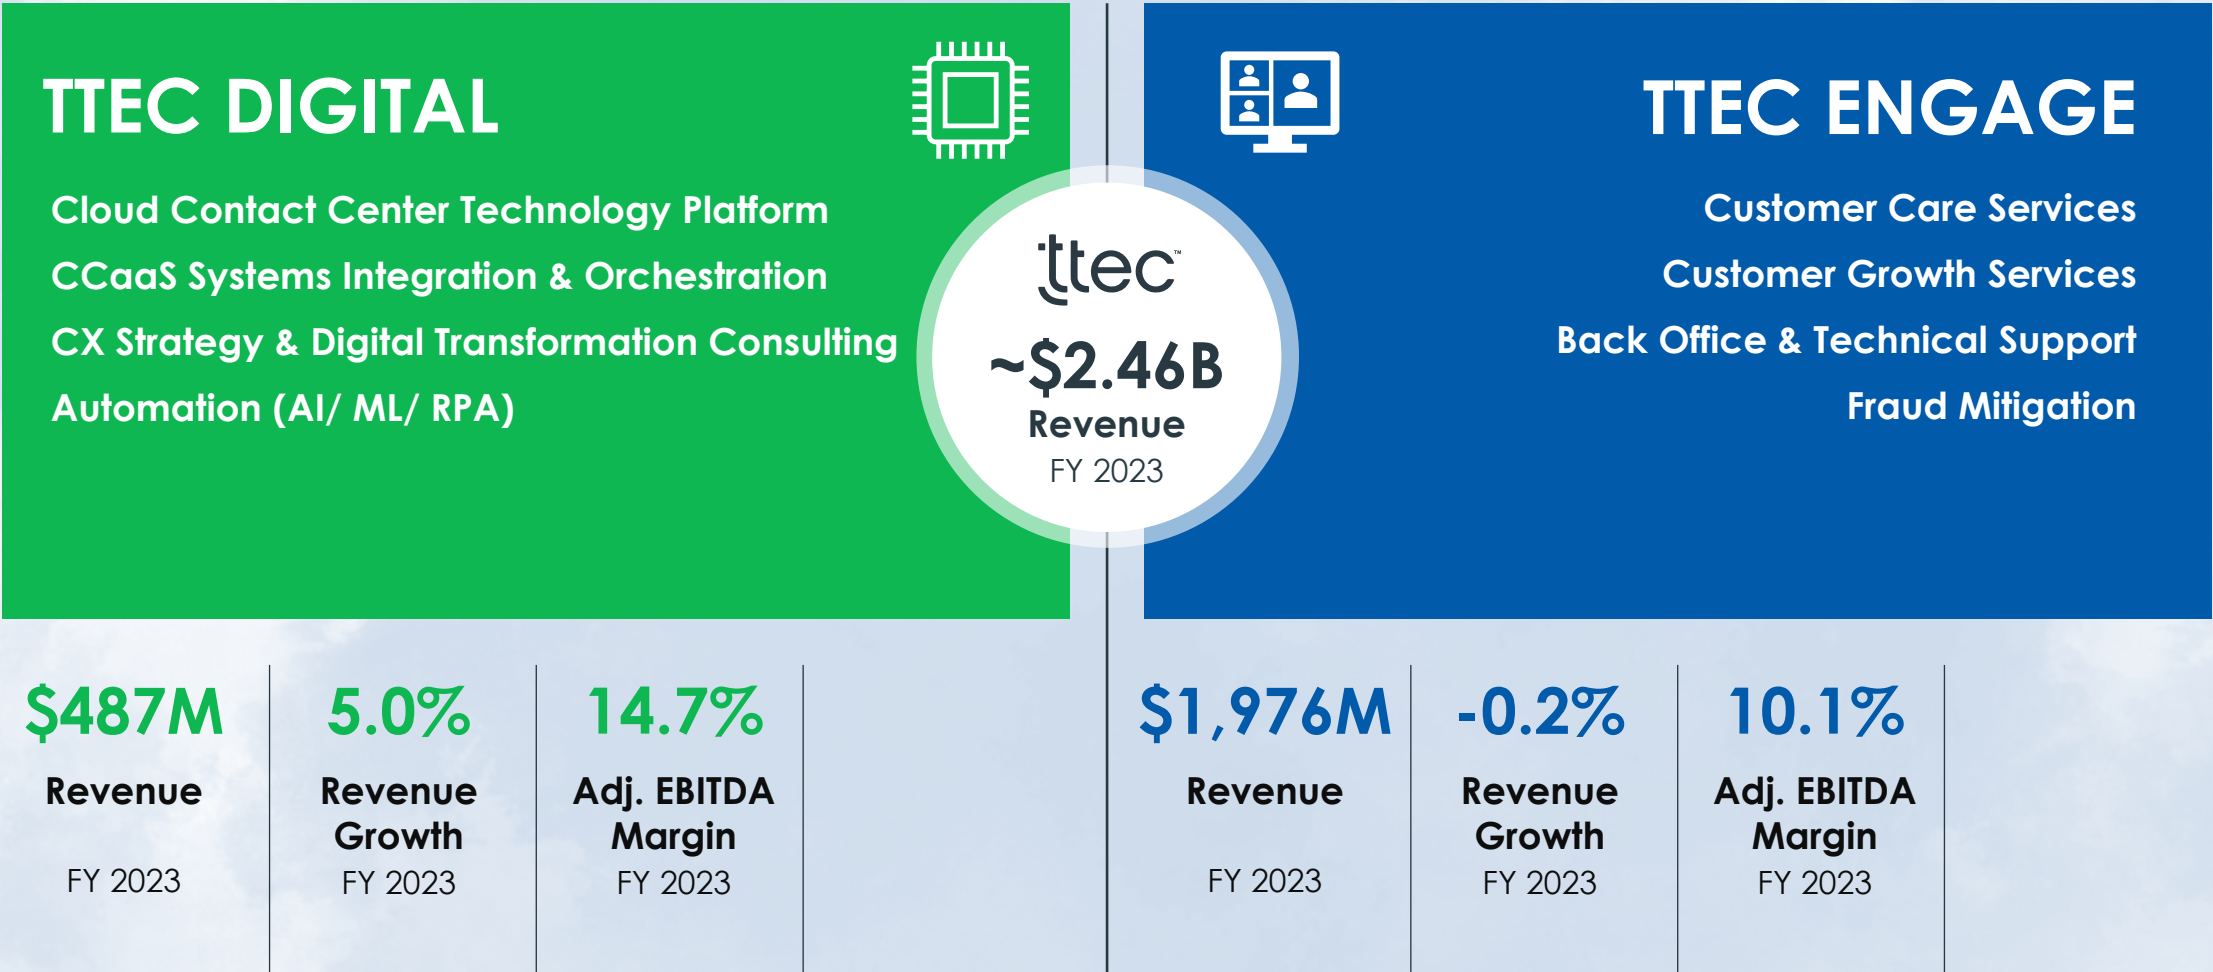 TTEC DIGITAL
Cloud Contact Center Technology Platform
CCaaS Systems Integration & Orchestration
CX Strategy & Digital Transformation Consulting
Automation (AI/ ML/ RPA)
ttec™
~$2.46B
Revenue
FY 2023
TTEC ENGAGE
Customer Care Services
Customer Growth Services
Back Office & Technical Support
Fraud Mitigation
$487M
Revenue
FY 2023
5.0%
Revenue
Growth
FY 2023
14.7%
Adj. EBITDA
Margin
FY 2023
$1,976M
Revenue
FY 2023
-0.2%
Revenue
Growth
FY 2023
10.1%
Adj. EBITDA
Margin
FY 2023